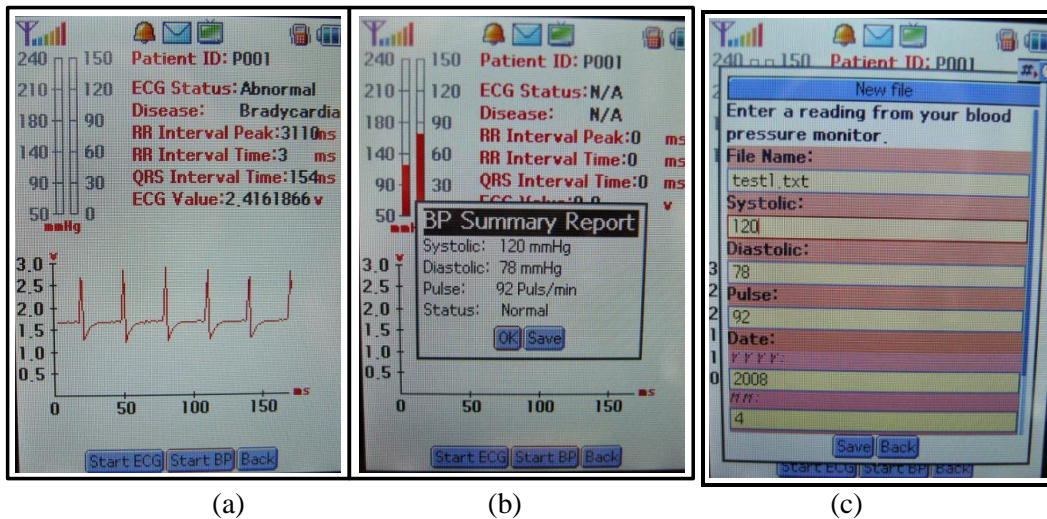 240 150 Patient ID: P001
210 120 ECG Status: Abnormal
Disease: Bradycardia
180 90 RR Interval Peak:3110ms
140 60 RR Interval Time:3 ms
90 30 QRS Interval Time:154ms
50 0 ECG Value:2.4161866 v
mmHg
v
3.0
2.5
2.0
1.5
1.0
0.5
ms
0 50 100 150
Start ECG Start BP Back
(a)
240 150 Patient ID: P001
210 120 ECG Status:N/A
Disease: N/A
180 90 RR Interval Peak:0 ms
140 60 RR Interval Time:0 ms
90 30 QRS Interval Time:0 ms
50 ECG Value:0.0 v
BP Summary Report
Systolic: 120 mmHg
Diastolic: 78 mmHg
Pulse: 92 Puls/min
Status: Normal
OK Save
v
3.0
2.5
2.0
1.5
1.0
0.5
ms
0 50 100 150
Start ECG Start BP Back
(b)
240 150 Patient ID: P001
New file
Enter a reading from your blood
pressure monitor.
File Name:
test1.txt
Systolic:
120
Diastolic:
78
Pulse:
92
Date:
YYYY:
2008
MM:
4
Save Back
Start ECG Start BP Back
(c)